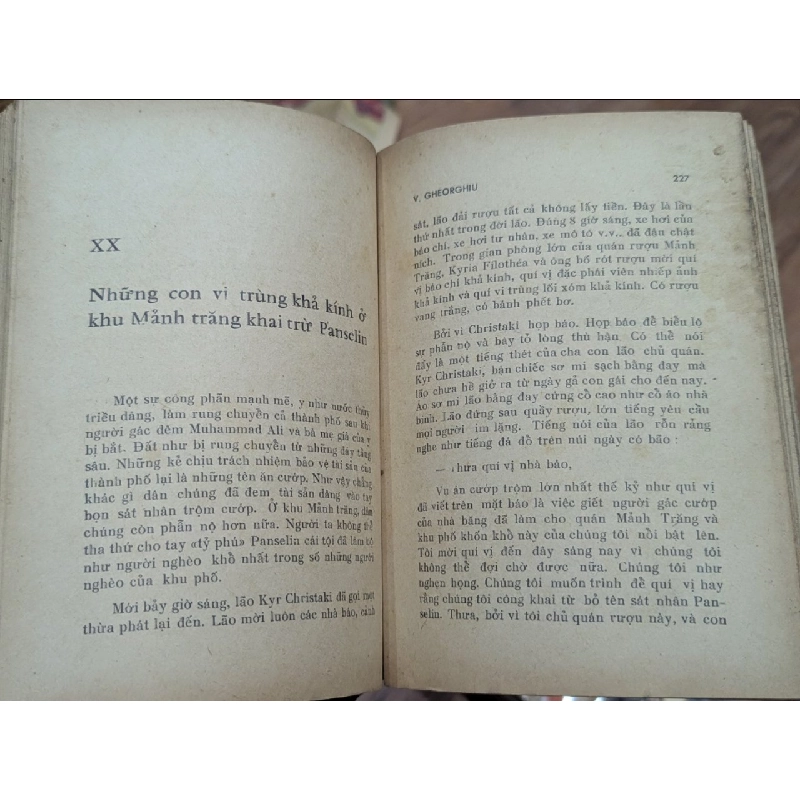 XX
Những con vi trùng khả kính ở
khu Mảnh trăng khai trừ Panselin
Một sự công phẫn mạnh mẽ, y như nước thủy
triều dâng, làm rung chuyển cả thành phố sau khi
người gác đêm Muhammad Ali và bà mẹ già của y
bị bắt. Đất như bị rung chuyển từ những đáy tầng
sâu. Những kẻ chịu trách nhiệm bảo vệ tài sản của
thành phố lại là những tên ăn cướp. Như vậy chẳng
khác gì dân chúng đã đem tài sản dâng vào tay
bọn sát nhân trộm cướp. Ở khu Mảnh trăng, dân
chúng còn phẫn nộ hơn nữa. Người ta không thể
tha thứ cho tay «tỷ phú» Panselin cái tội đã làm bộ
như người nghèo khổ nhất trong số những người
nghèo của khu phố.
Mới bảy giờ sáng, lão Kyr Christaki đã gọi một
thừa phát lại đến. Lão mời luôn các nhà báo, cảnh
V. GHEORGHIU
227
sát, lão đãi rượu tất cả không lấy tiền. Đây là lần
thứ nhất trong đời lão. Đúng 8 giờ sáng, xe hơi của
báo chí, xe hơi tư nhân, xe mô tô v.v... đã đậu chật
ních. Trong gian phòng lớn của quán rượu Mảnh
Trăng, Kyria Filothéa và ông bố rót rượu mời quí
vị báo chí khả kính, quí vị đặc phái viên nhiếp ảnh
khả kính và quí vi trùng lối xóm khả kính. Có rượu
vang trắng, có bánh phết bơ.
Bởi vì Christaki họp báo. Họp báo để biểu lộ
sự phẫn nộ và bày tỏ lòng thù hận. Có thể nói
đấy là một tiếng thét của cha con lão chủ quán.
Kyr Christaki, bận chiếc sơ mi sạch bằng đay mà
lão chưa hề giở ra từ ngày gả con gái cho đến nay.
Áo sơ mi lão bằng đay cứng cồ cao như cổ áo nhà
binh. Lão đứng sau quầy rượu, lớn tiếng yêu cầu
mọi người im lặng. Tiếng nói của lão rỗn rảng
nghe như tiếng đá đổ trên núi ngày có bão :
— Thưa quí vị nhà báo,
Vụ án cướp trộm lớn nhất thế kỷ như quí vị
đã viết trên mặt báo là việc giết người gác cướp
của nhà băng đã làm cho quán Mảnh Trăng và
khu phố khốn khổ này của chúng tôi nổi bật lên.
Tôi mời quí vị đến đây sáng nay vì chúng tôi
không thể đợi chờ được nữa. Chúng tôi như
nghẹn họng. Chúng tôi muốn trình để quí vị hay
rằng chúng tôi công khai từ bỏ tên sát nhân Pan-
selin. Thưa, bởi vì tôi chủ quán rượu này, và con